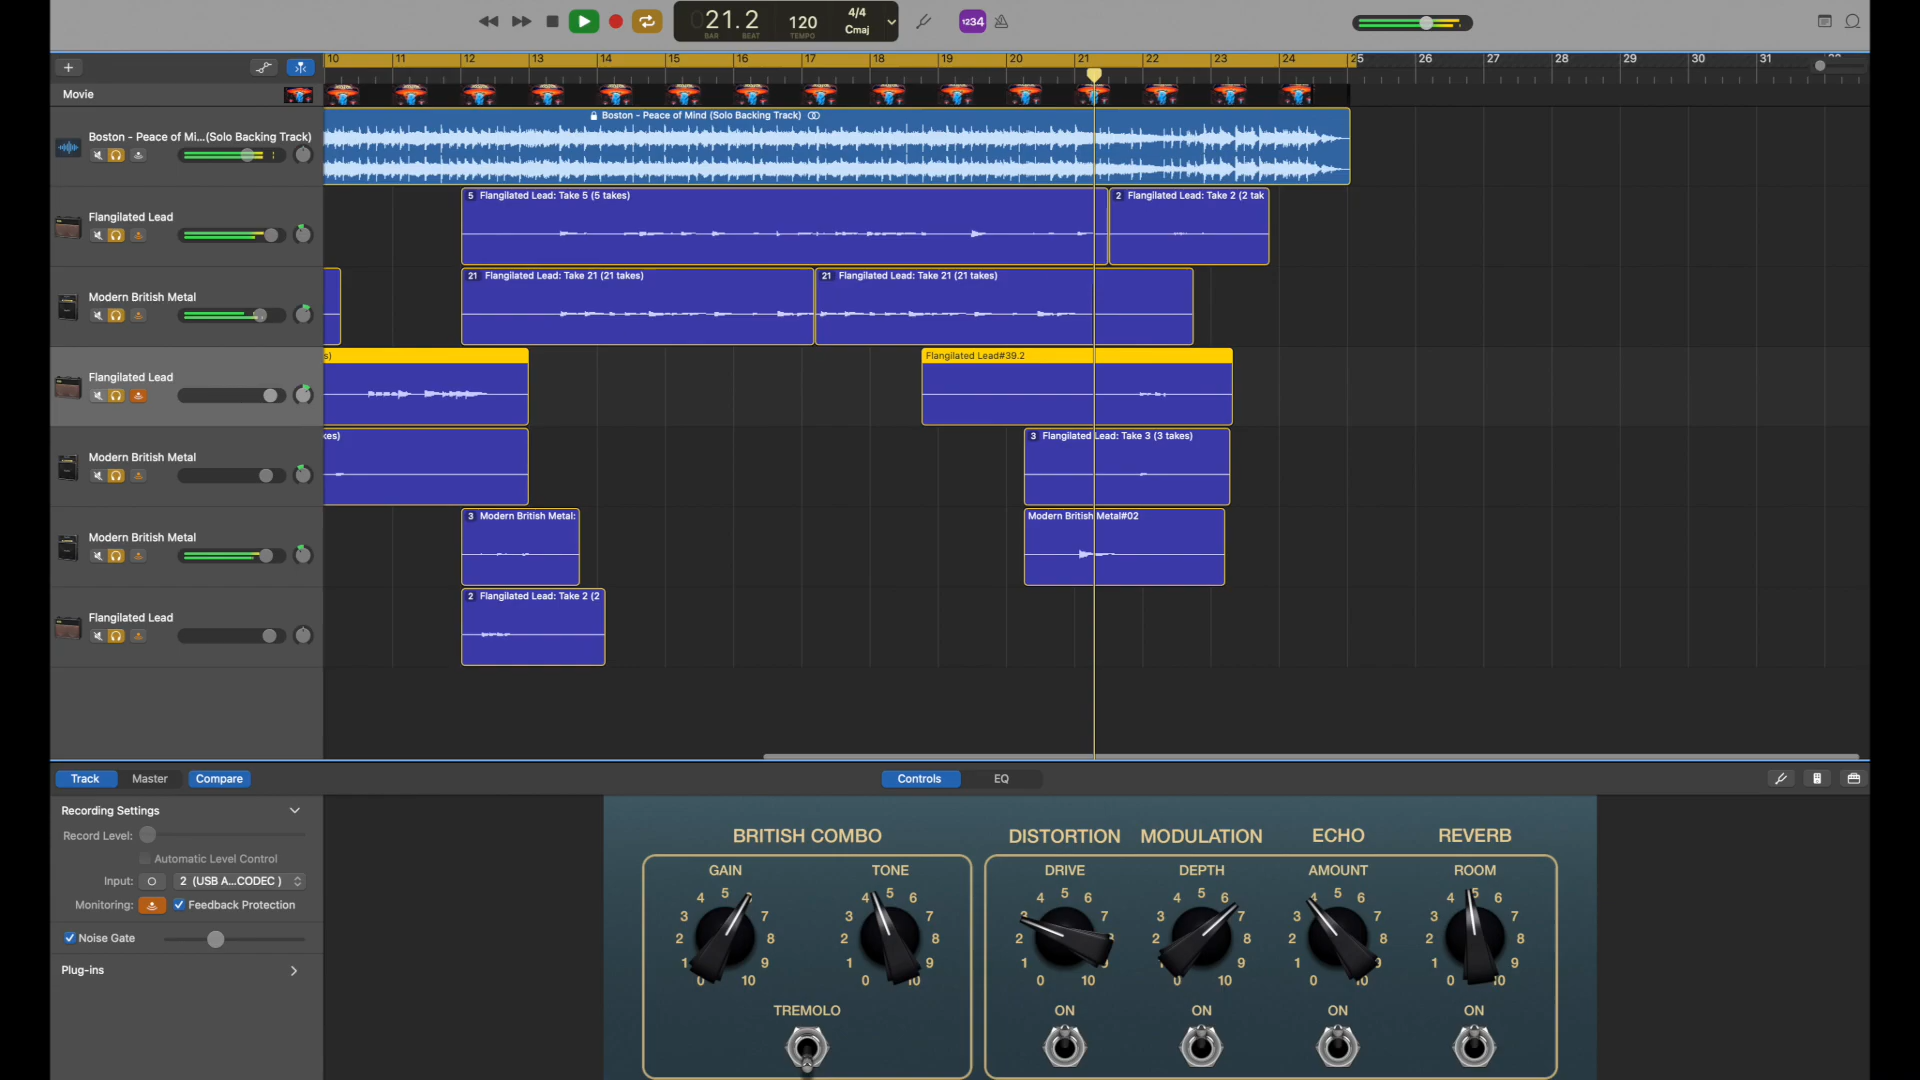 021.2
BAR BEAT
120
TEMPO
4/4
Cmaj
1234
10 11 12 13 14 15 16 17 18 19 20 21 22 23 24 25 26 27 28 29 30 31
Movie
Boston - Peace of Mi...(Solo Backing Track)
Boston - Peace of Mind (Solo Backing Track)
Flangilated Lead
5 Flangilated Lead: Take 5 (5 takes)
2 Flangilated Lead: Take 2 (2 tak
Modern British Metal
21 Flangilated Lead: Take 21 (21 takes)
21 Flangilated Lead: Take 21 (21 takes)
Flangilated Lead
s)
Flangilated Lead#39.2
Modern British Metal
kes)
3 Flangilated Lead: Take 3 (3 takes)
Modern British Metal
3 Modern British Metal:
Modern British Metal#02
Flangilated Lead
2 Flangilated Lead: Take 2 (2
Track Master Compare
Controls EQ
Recording Settings
Record Level:
Automatic Level Control
Input: 2 (USB A...CODEC )
Monitoring: Feedback Protection
Noise Gate
Plug-ins
BRITISH COMBO DISTORTION MODULATION ECHO REVERB
GAIN TONE DRIVE DEPTH AMOUNT ROOM
TREMOLO
ON ON ON ON